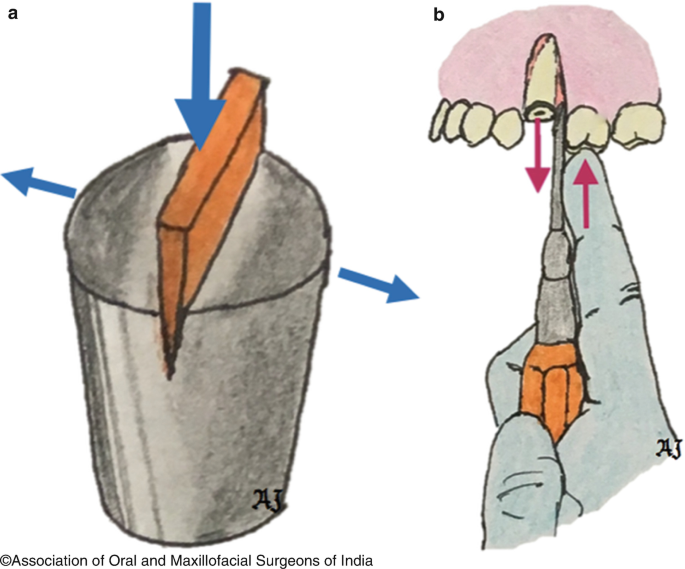 a
b
AJ
AJ
©Association of Oral and Maxillofacial Surgeons of India